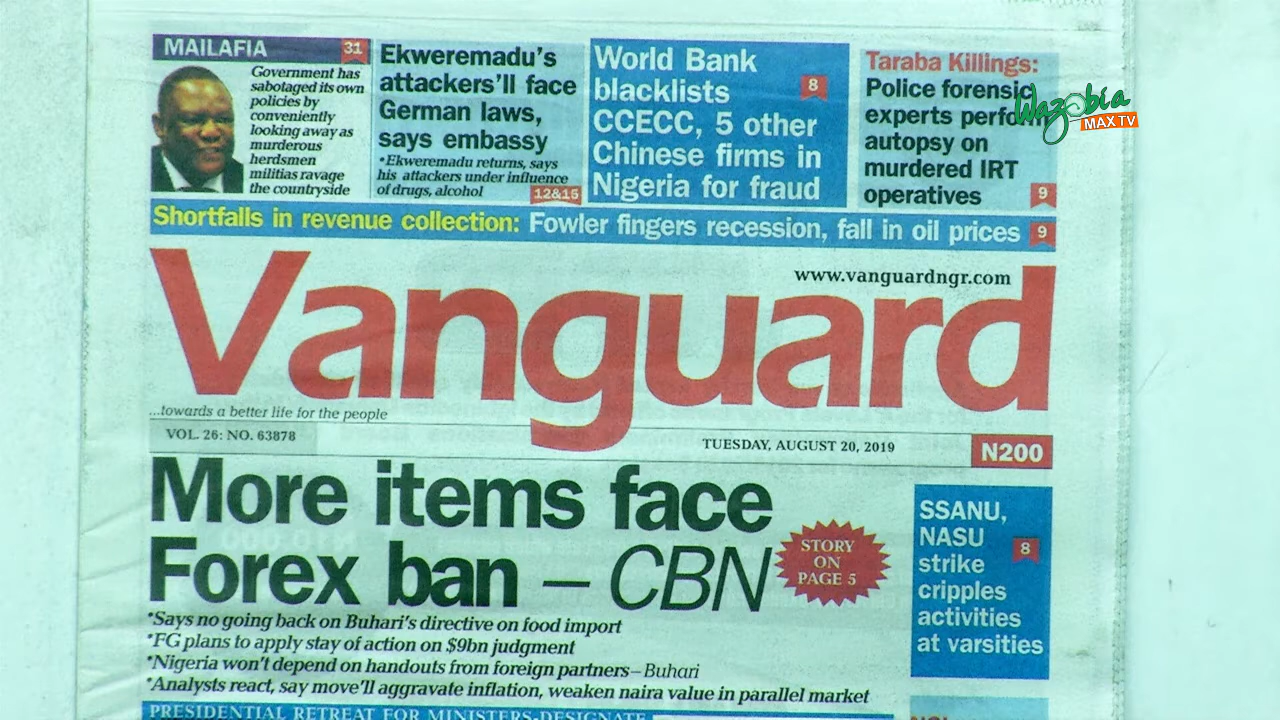 MAILAFIA 31
Government has
sabotaged its own
policies by
conveniently
looking away as
murderous
herdsmen
militias ravage
the countryside
Ekweremadu's
attackers'll face
German laws,
says embassy
*Ekweremadu returns, says
his attackers under influence
of drugs, alcohol
12&15
World Bank
blacklists 8
CCECC, 5 other
Chinese firms in
Nigeria for fraud
Taraba Killings:
Police forensic
experts perfom
autopsy on
murdered IRT
operatives 9
Wazobia
MAX TV
Shortfalls in revenue collection: Fowler fingers recession, fall in oil prices 9
www.vanguardngr.com
Vanguard
...towards a better life for the people
VOL. 26: NO. 63878
TUESDAY, AUGUST 20, 2019
N200
More items face
Forex ban – CBN
STORY
ON
PAGE 5
*Says no going back on Buhari's directive on food import
*FG plans to apply stay of action on $9bn judgment
*Nigeria won't depend on handouts from foreign partners – Buhari
*Analysts react, say move'll aggravate inflation, weaken naira value in parallel market
SSANU,
NASU 8
strike
cripples
activities
at varsities
PRESIDENTIAL RETREAT FOR MINISTERS-DESIGNATE